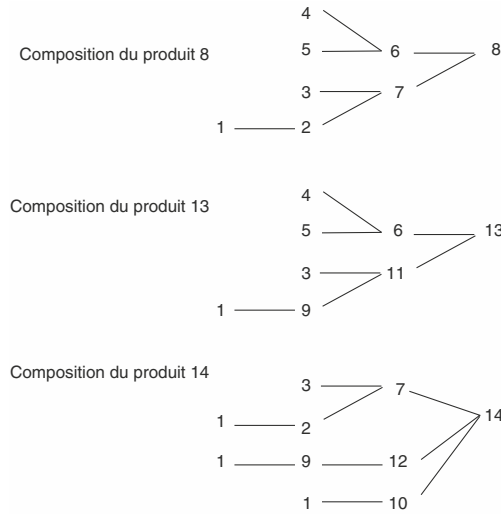 4
Composition du produit 8 5 6 8
3 7
1 2
4
Composition du produit 13
5 6 13
3 11
1 9
Composition du produit 14
3 7
1 2 14
1 9 12
1 10